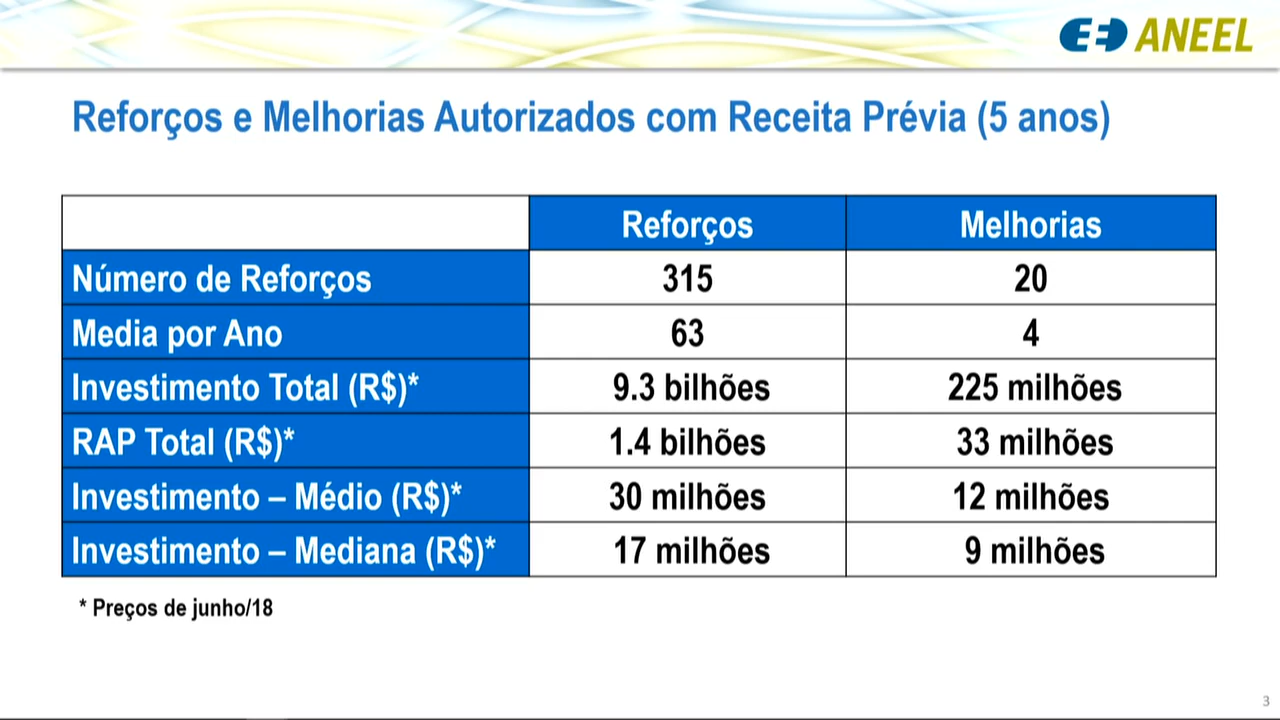 ANEEL
Reforços e Melhorias Autorizados com Receita Prévia (5 anos)
Reforços Melhorias
Número de Reforços 315 20
Media por Ano 63 4
Investimento Total (R$)* 9.3 bilhões 225 milhões
RAP Total (R$)* 1.4 bilhões 33 milhões
Investimento – Médio (R$)* 30 milhões 12 milhões
Investimento – Mediana (R$)* 17 milhões 9 milhões
* Preços de junho/18
3